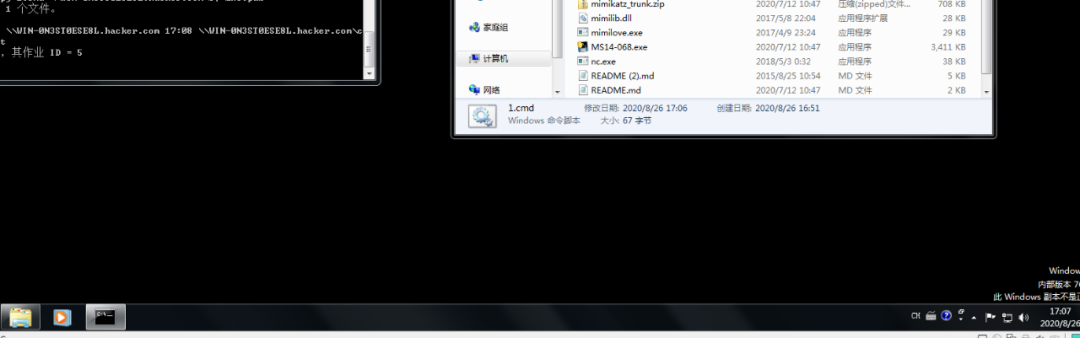 1 个文件。
\\WIN-0N3ST0ESE8L.hacker.com 17:08 \\WIN-0N3ST0ESE8L.hacker.com\c
t
, 其作业 ID = 5
家庭组
计算机
网络
mimikatz_trunk.zip 2020/7/12 10:47 压缩(zipped)文件... 708 KB
mimilib.dll 2017/5/8 22:04 应用程序扩展 28 KB
mimilove.exe 2017/4/9 23:24 应用程序 29 KB
MS14-068.exe 2020/7/12 10:47 应用程序 3,411 KB
nc.exe 2018/5/3 0:32 应用程序 38 KB
README (2).md 2015/8/25 10:54 MD 文件 5 KB
README.md 2020/7/12 10:47 MD 文件 2 KB
1.cmd 修改日期: 2020/8/26 17:06 创建日期: 2020/8/26 16:51
Windows 命令脚本 大小: 67 字节
Window
内部版本 76
此 Windows 副本不是正
CH
17:07
2020/8/26